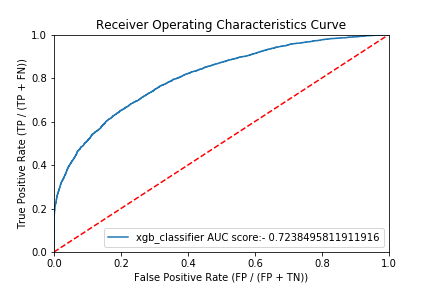 Receiver Operating Characteristics Curve
True Positive Rate (TP / (TP + FN))
1.0
0.8
0.6
0.4
0.2
0.0
xgb_classifier AUC score:- 0.7238495811911916
0.0 0.2 0.4 0.6 0.8 1.0
False Positive Rate (FP / (FP + TN))